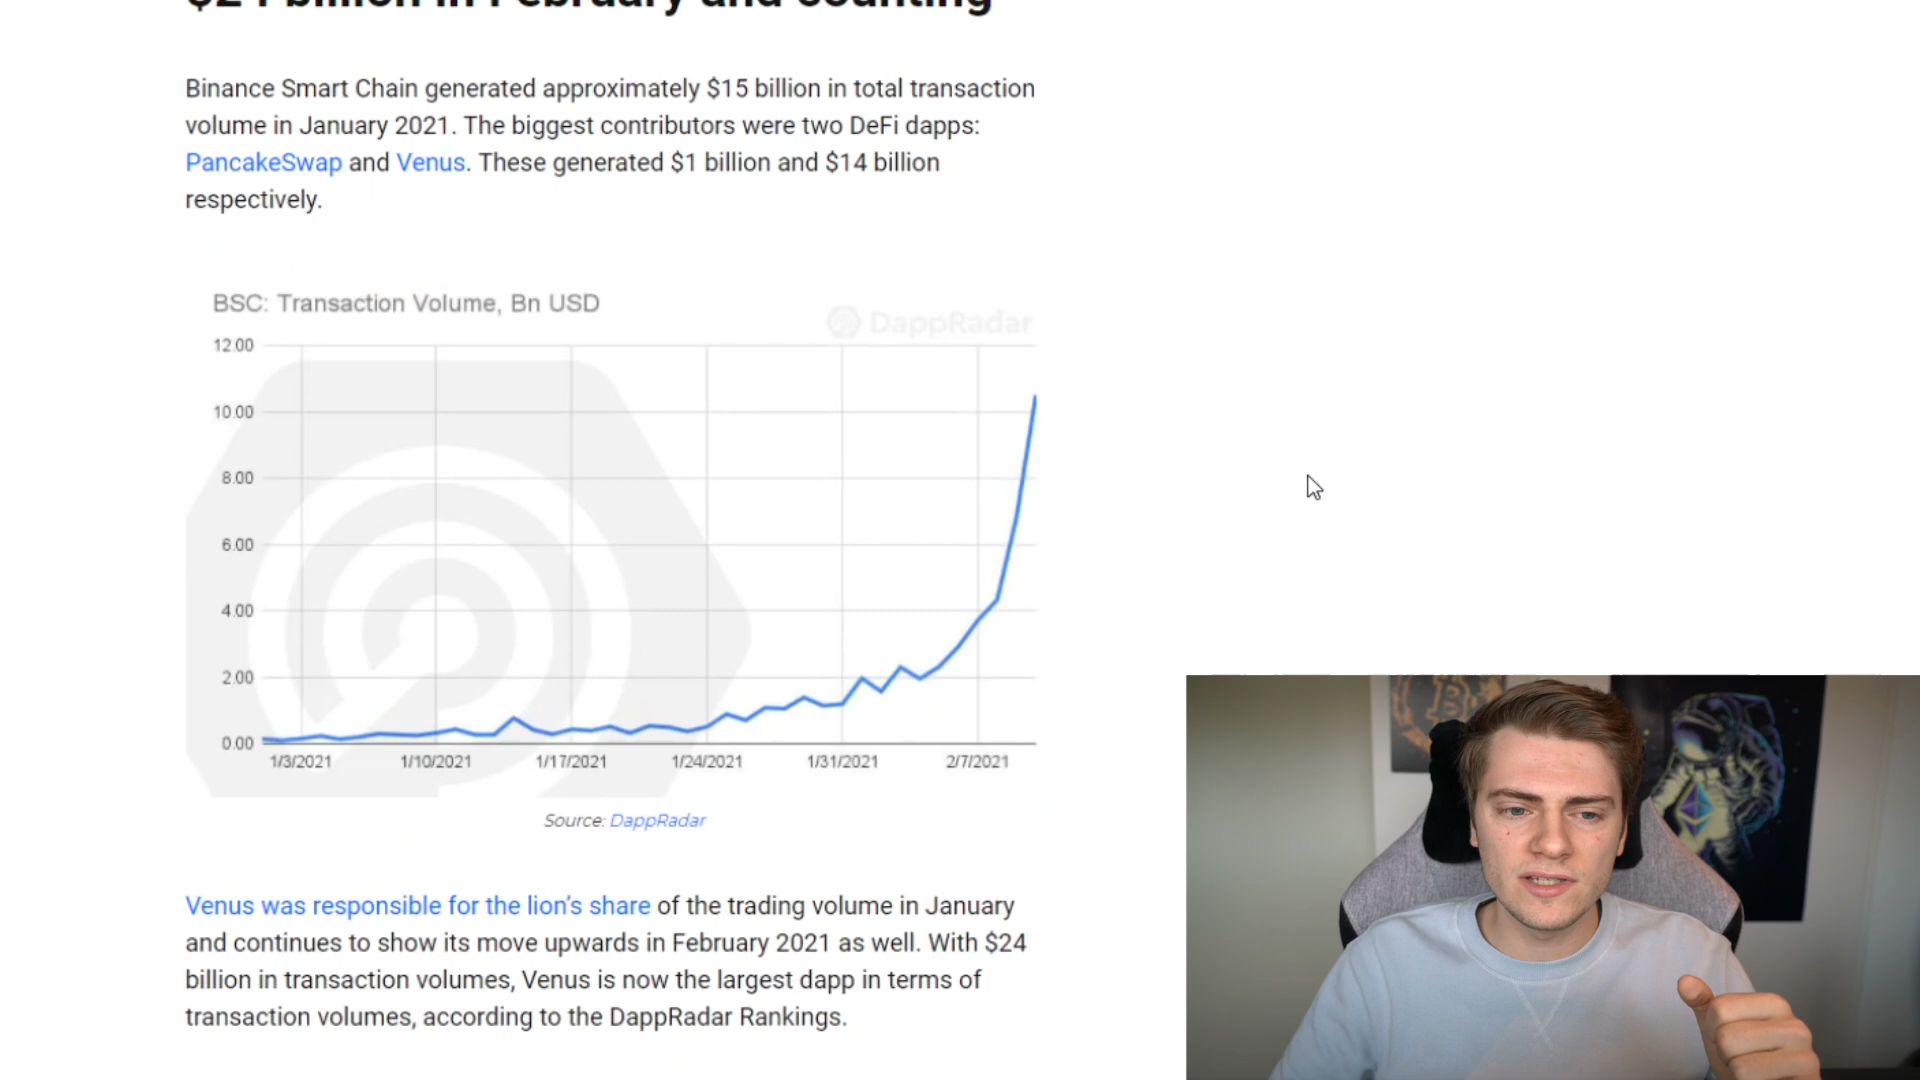 $24 billion in February and counting
Binance Smart Chain generated approximately $15 billion in total transaction
volume in January 2021. The biggest contributors were two DeFi dapps:
PancakeSwap and Venus. These generated $1 billion and $14 billion
respectively.
BSC: Transaction Volume, Bn USD
DappRadar
12.00
10.00
8.00
6.00
4.00
2.00
0.00
1/3/2021 1/10/2021 1/17/2021 1/24/2021 1/31/2021 2/7/2021
Source: DappRadar
Venus was responsible for the lion's share of the trading volume in January
and continues to show its move upwards in February 2021 as well. With $24
billion in transaction volumes, Venus is now the largest dapp in terms of
transaction volumes, according to the DappRadar Rankings.